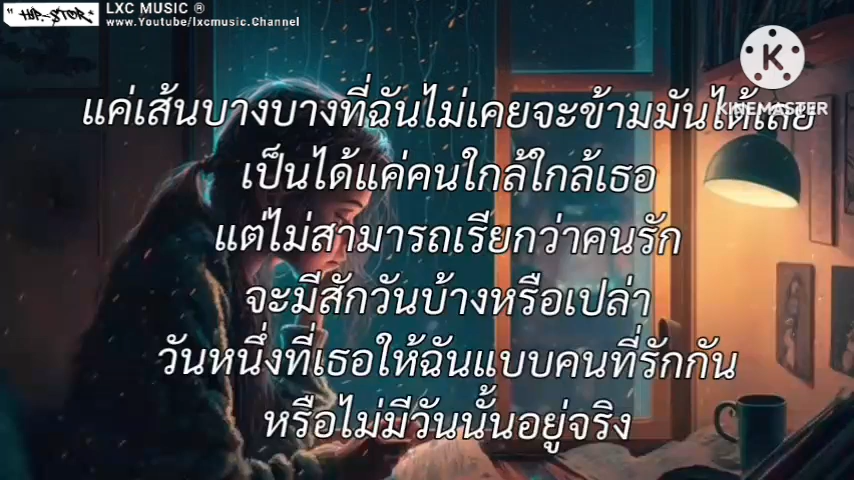 HIP-STER
LXC MUSIC ®
www.Youtube/lxcmusic.Channel
K
KINEMASTER
แค่เส้นบางบางที่ฉันไม่เคยจะข้ามมันได้เลย
เป็นได้แค่คนใกล้ใกล้เธอ
แต่ไม่สามารถเรียกว่าคนรัก
จะมีสักวันบ้างหรือเปล่า
วันหนึ่งที่เธอให้ฉันแบบคนที่รักกัน
หรือไม่มีวันนั้นอยู่จริง